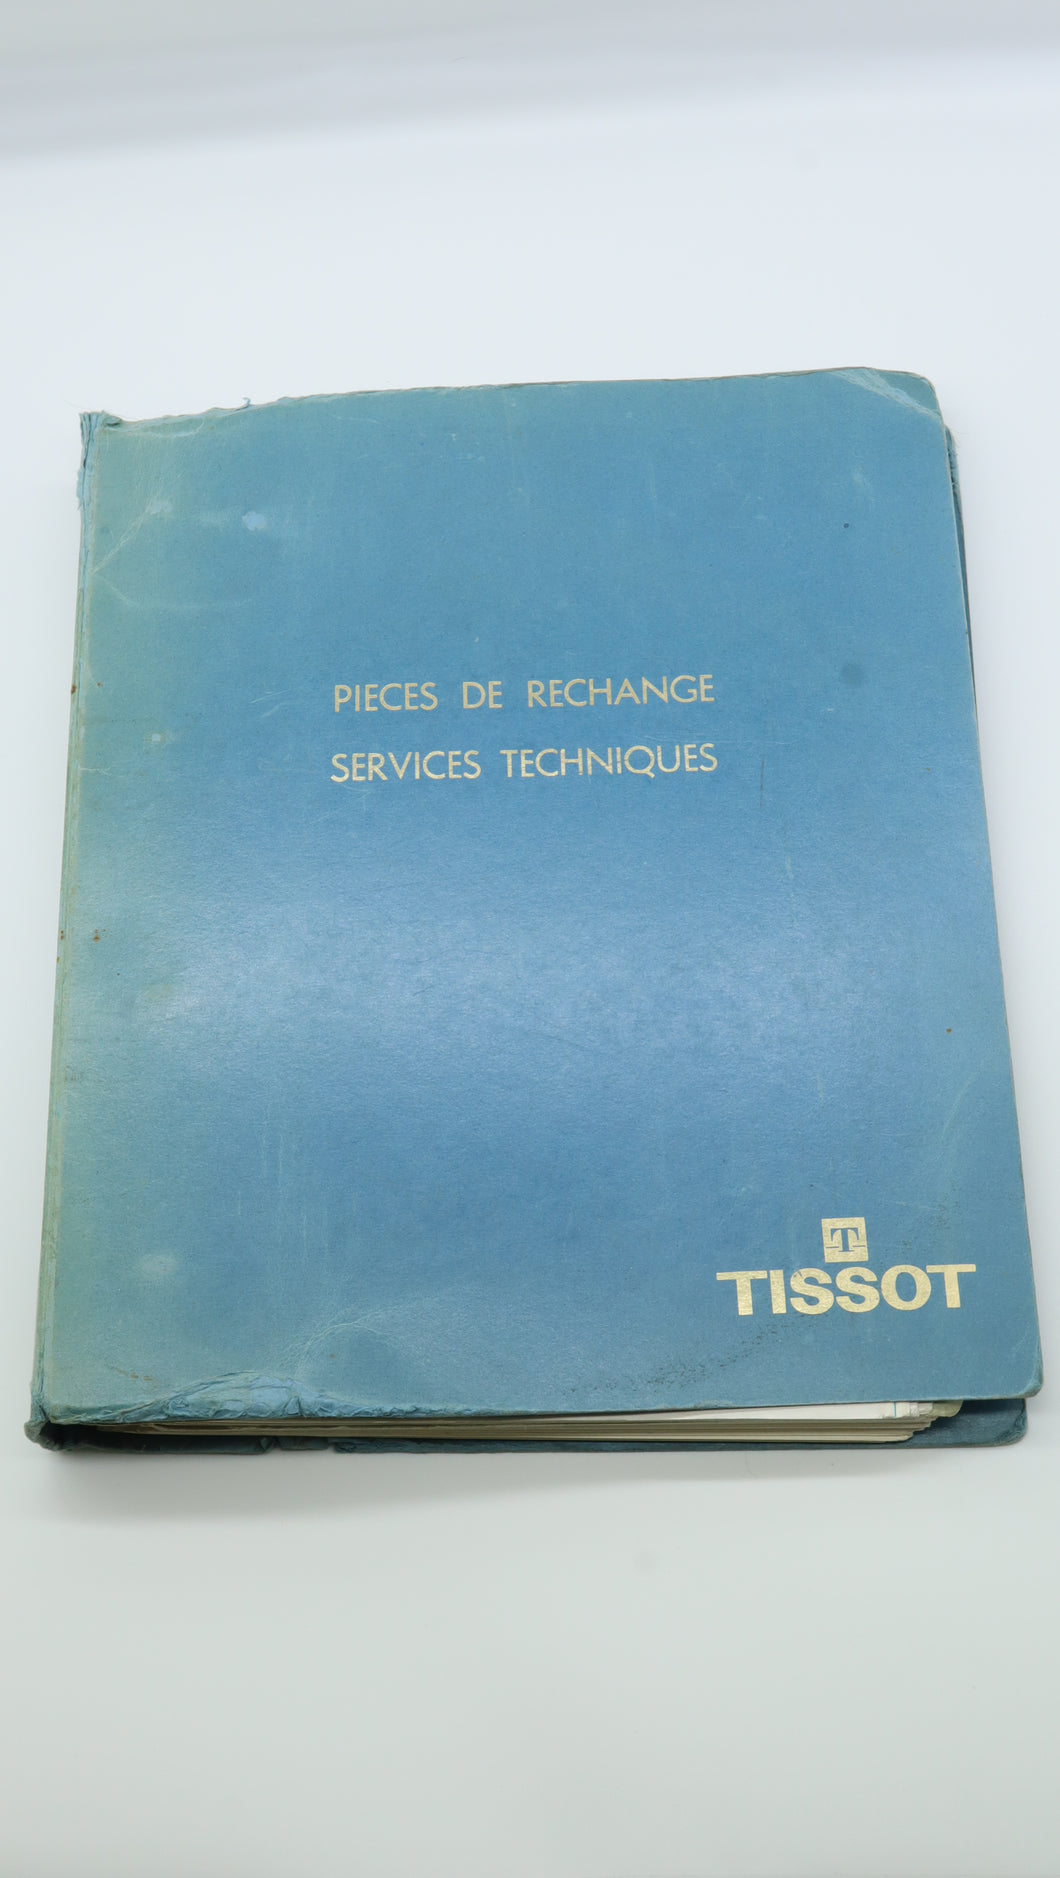 PIECES DE RECHANGE
SERVICES TECHNIQUES
T
TISSOT